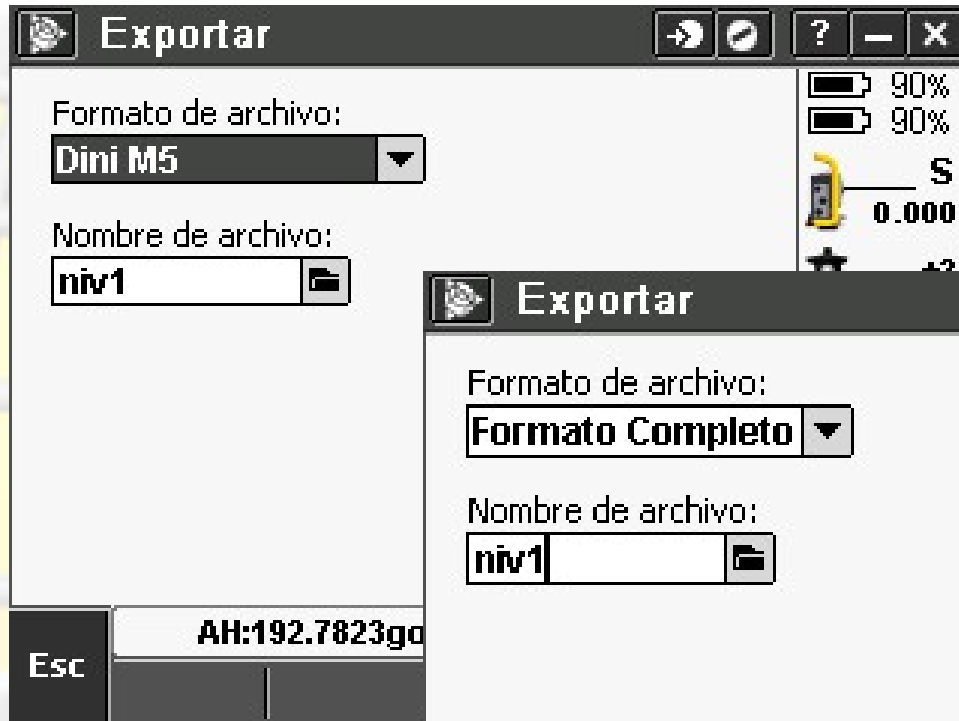 Exportar
?
90%
90%
Formato de archivo:
Dini M5
S
0.000
Nombre de archivo:
niv1
Exportar
Formato de archivo:
Formato Completo
Nombre de archivo:
niv1
AH:192.7823go
Esc